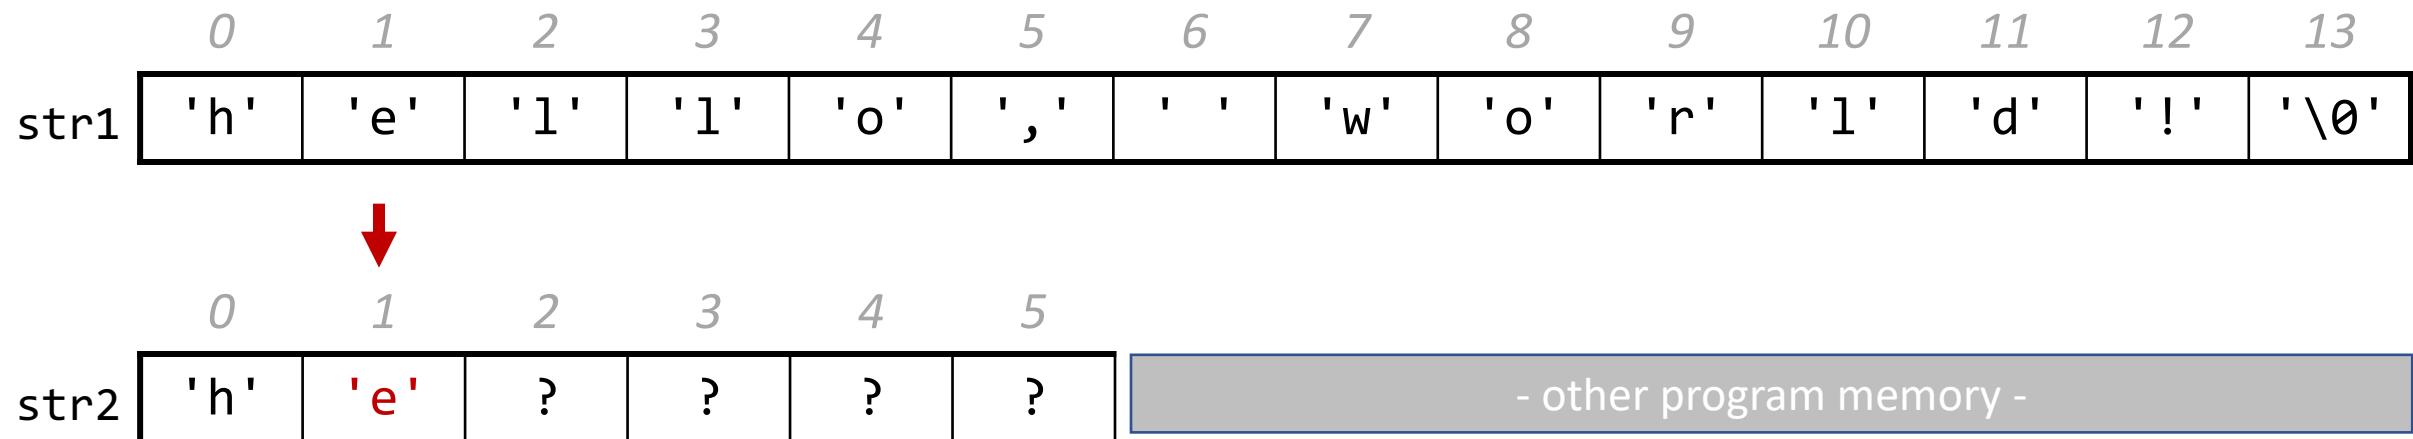 0 1 2 3 4 5 6 7 8 9 10 11 12 13
str1 'h' 'e' 'l' 'l' 'o' ',' ' ' 'w' 'o' 'r' 'l' 'd' '!' '\0'
0 1 2 3 4 5
str2 'h' 'e' ? ? ? ? - other program memory -